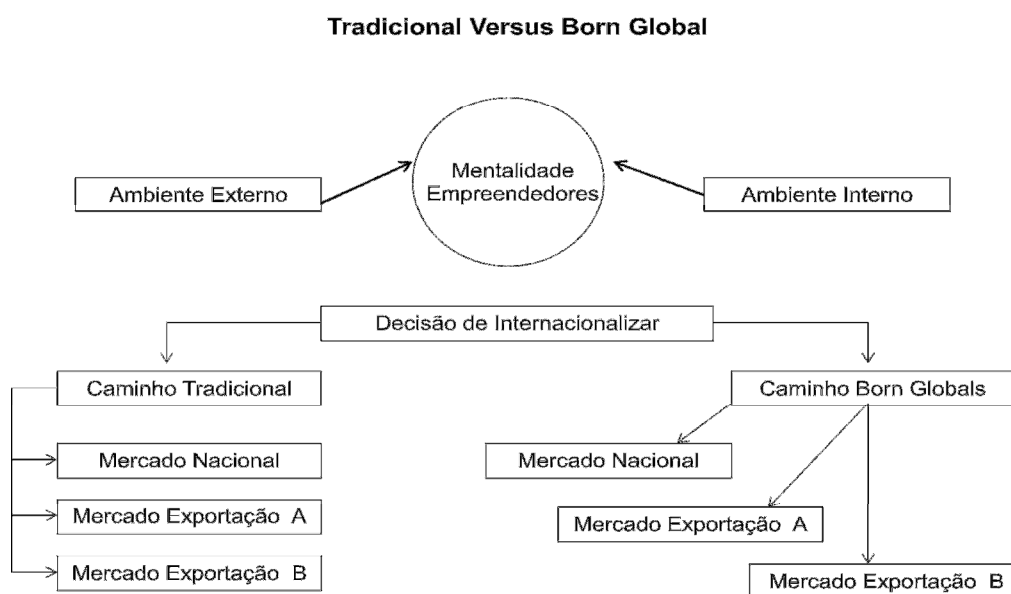 Tradicional Versus Born Global
Mentalidade
Empreendedores
Ambiente Externo
Ambiente Interno
Decisão de Internacionalizar
Caminho Tradicional
Caminho Born Globals
Mercado Nacional
Mercado Nacional
Mercado Exportação A
Mercado Exportação A
Mercado Exportação B
Mercado Exportação B